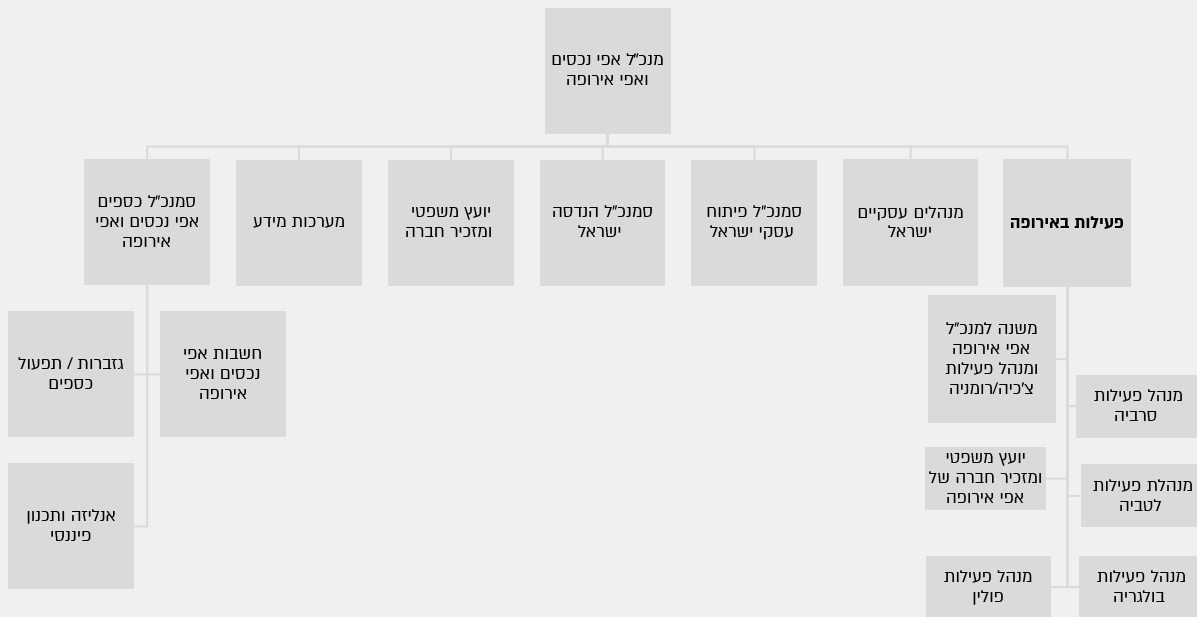 מנכ"ל אפי נכסים
ואפי אירופה
פעילות באירופה
מנהלים עסקיים
ישראל
סמנכ"ל פיתוח
עסקי ישראל
סמנכ"ל הנדסה
ישראל
יועץ משפטי
ומזכיר חברה
מערכות מידע
סמנכ"ל כספים
אפי נכסים ואפי
אירופה
משנה למנכ"ל
אפי אירופה
ומנהל פעילות
צ'כיה/רומניה
מנהל פעילות
סרביה
יועץ משפטי
ומזכיר חברה של
אפי אירופה
מנהלת פעילות
לטביה
מנהל פעילות
בולגריה
מנהל פעילות
פולין
חשבות אפי
נכסים ואפי
אירופה
גזברות / תפעול
כספים
אנליזה ותכנון
פיננסי